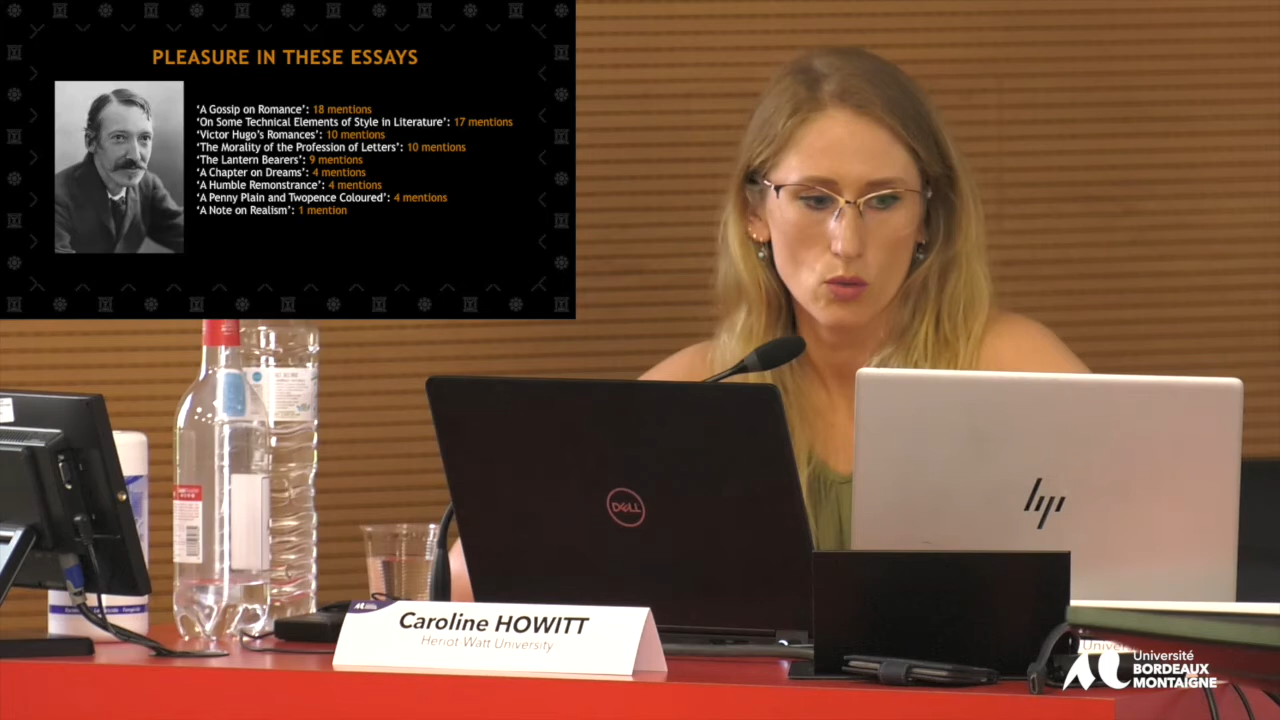 PLEASURE IN THESE ESSAYS
‘A Gossip on Romance’: 18 mentions
‘On Some Technical Elements of Style in Literature’: 17 mentions
‘Victor Hugo’s Romances’: 10 mentions
‘The Morality of the Profession of Letters’: 10 mentions
‘The Lantern Bearers’: 9 mentions
‘A Chapter on Dreams’: 4 mentions
‘A Humble Remonstrance’: 4 mentions
‘A Penny Plain and Twopence Coloured’: 4 mentions
‘A Note on Realism’: 1 mention
DELL
hp
Caroline HOWITT
Heriot Watt University
Université
BORDEAUX
MONTAIGNE